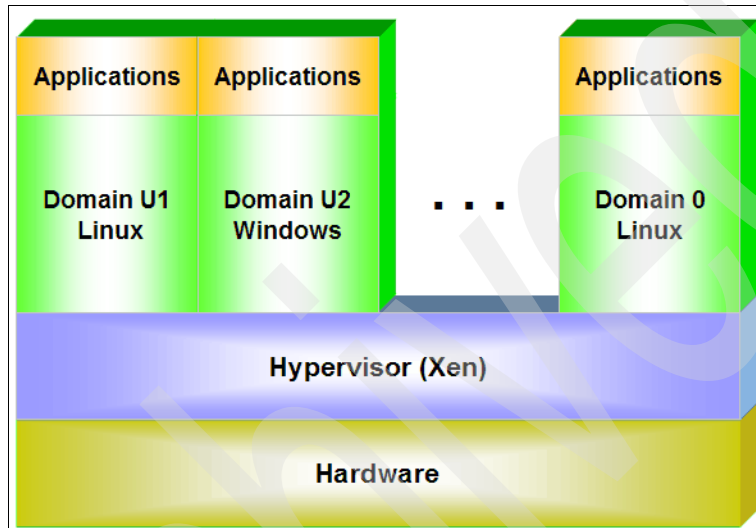 Applications
Applications
Applications
Domain U1
Linux
Domain U2
Windows
. . .
Domain 0
Linux
Hypervisor (Xen)
Hardware